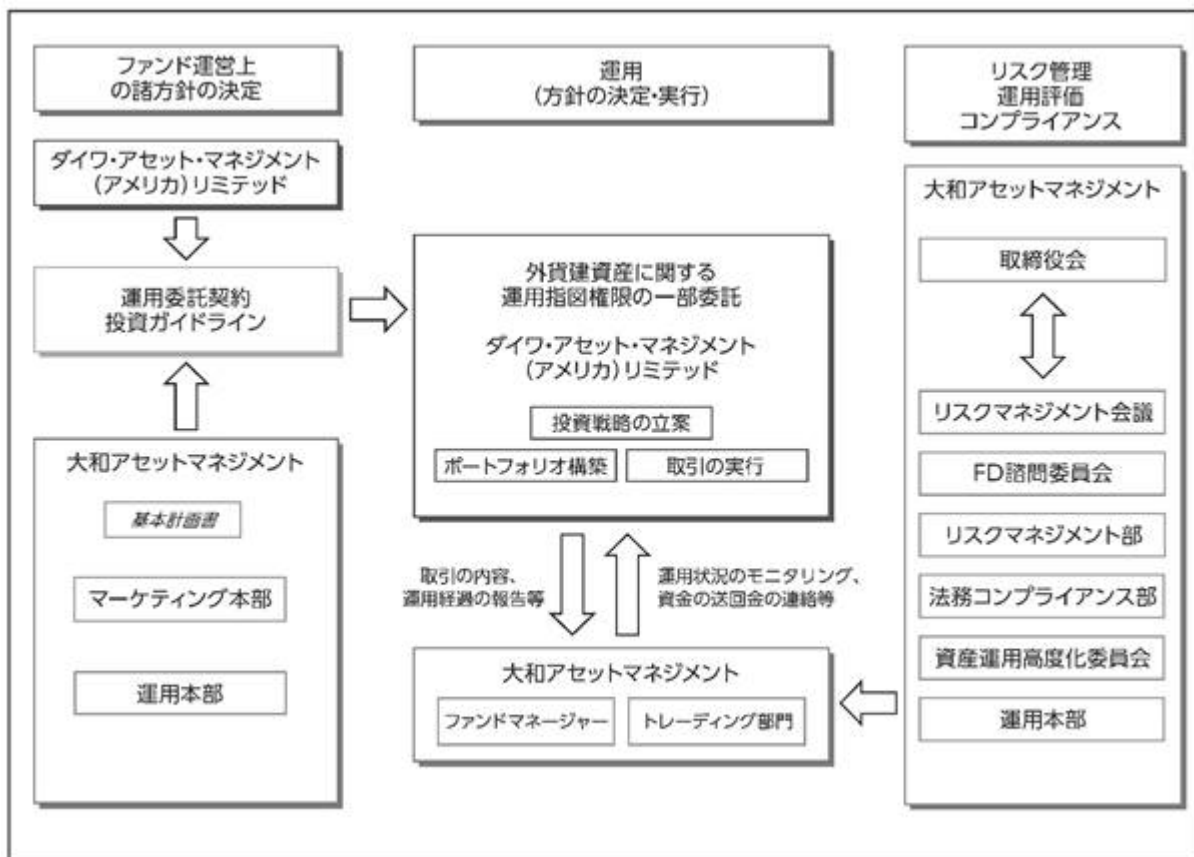 ファンド運営上
の諸方針の決定
ダイワ・アセット・マネジメント
(アメリカ)リミテッド
運用委託契約
投資ガイドライン
大和アセットマネジメント
基本計画書
マーケティング本部
運用本部
運用
(方針の決定・実行)
外貨建資産に関する
運用指図権限の一部委託
ダイワ・アセット・マネジメント
(アメリカ)リミテッド
投資戦略の立案
ポートフォリオ構築
取引の実行
取引の内容、
運用経過の報告等
運用状況のモニタリング、
資金の送回金の連絡等
大和アセットマネジメント
ファンドマネージャー
トレーディング部門
リスク管理
運用評価
コンプライアンス
大和アセットマネジメント
取締役会
リスクマネジメント会議
FD諮問委員会
リスクマネジメント部
法務コンプライアンス部
資産運用高度化委員会
運用本部